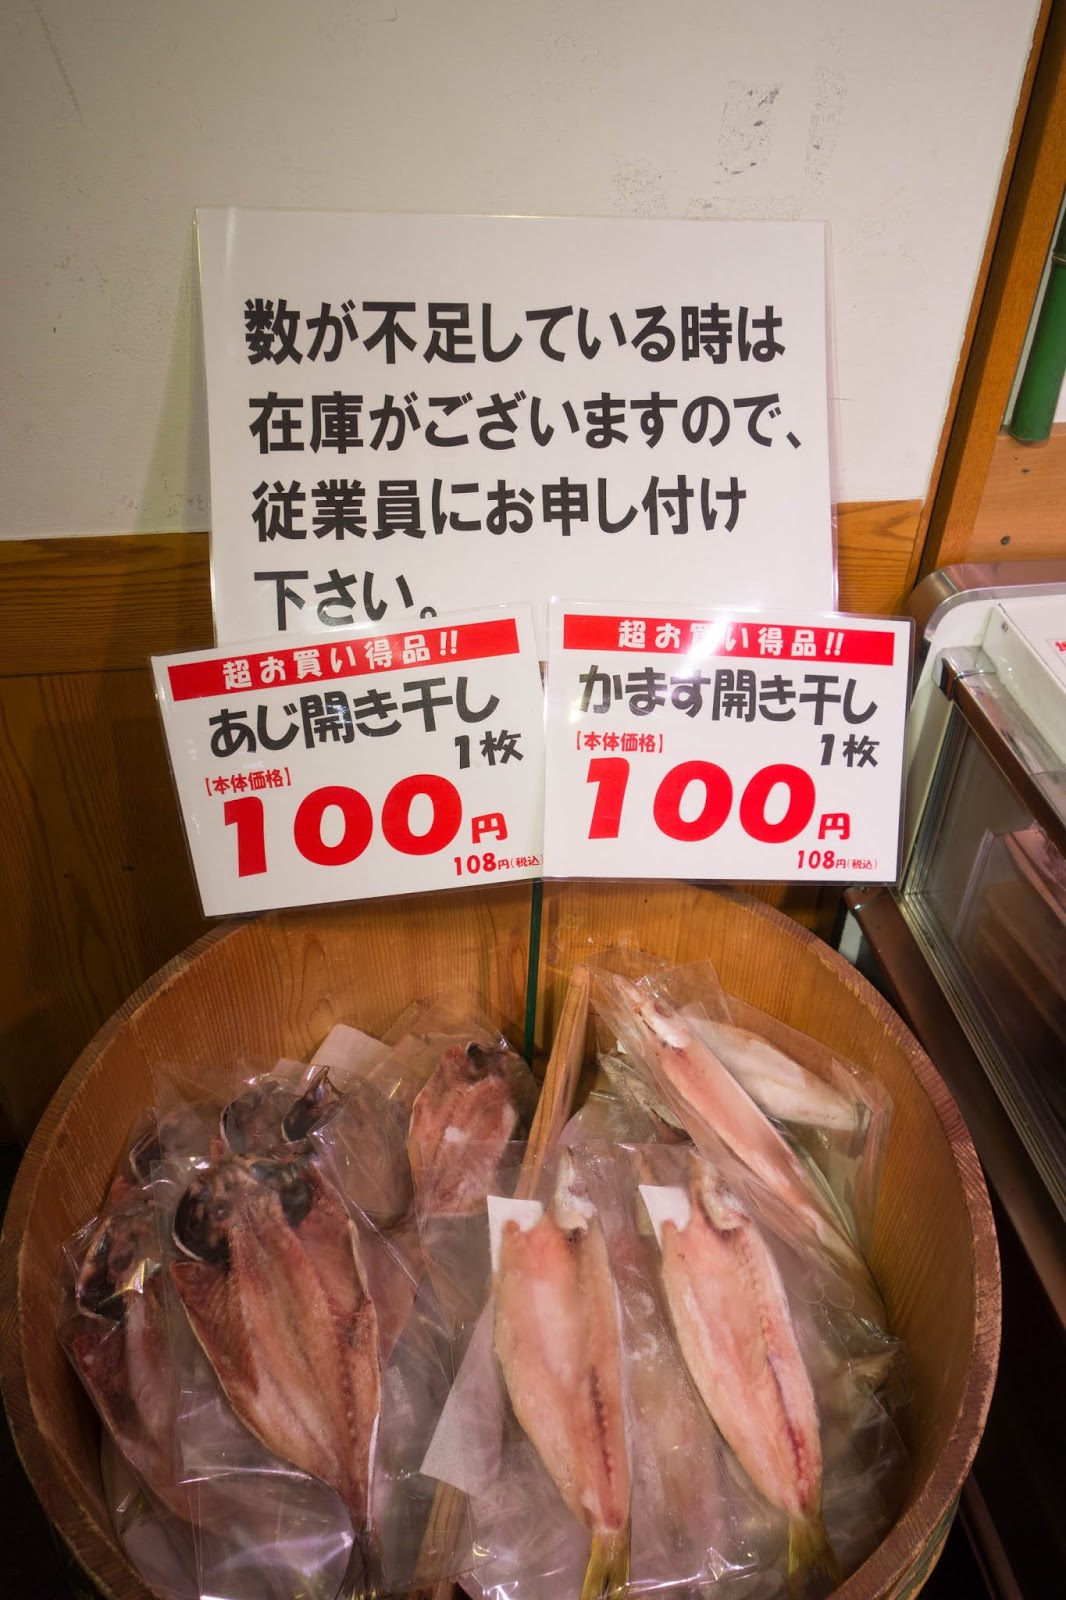 数が不足している時は
在庫がございますので、
従業員にお申し付け
下さい。
超お買い得品!!
あじ開き干し
1枚
【本体価格】
100円
108円(税込)
超お買い得品!!
かます開き干し
1枚
【本体価格】
100円
108円(税込)